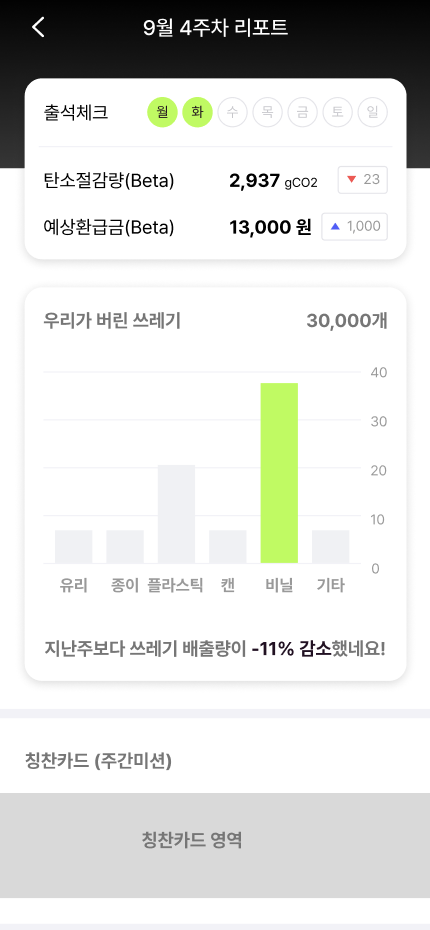 9월 4주차 리포트
출석체크 월 화 수 목 금 토 일
탄소절감량(Beta) 2,937 gCO2 ▼ 23
예상환급금(Beta) 13,000 원 ▲ 1,000
우리가 버린 쓰레기 30,000개
40
30
20
10
0
유리 종이 플라스틱 캔 비닐 기타
지난주보다 쓰레기 배출량이 -11% 감소했네요!
칭찬카드 (주간미션)
칭찬카드 영역